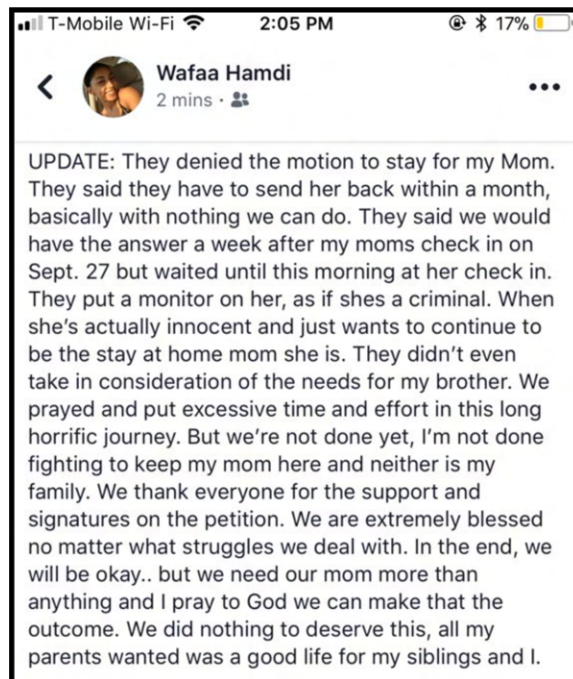 T-Mobile Wi-Fi 2:05 PM 17%
Wafaa Hamdi
2 mins ·
UPDATE: They denied the motion to stay for my Mom.
They said they have to send her back within a month,
basically with nothing we can do. They said we would
have the answer a week after my moms check in on
Sept. 27 but waited until this morning at her check in.
They put a monitor on her, as if shes a criminal. When
she's actually innocent and just wants to continue to
be the stay at home mom she is. They didn't even
take in consideration of the needs for my brother. We
prayed and put excessive time and effort in this long
horrific journey. But we're not done yet, I'm not done
fighting to keep my mom here and neither is my
family. We thank everyone for the support and
signatures on the petition. We are extremely blessed
no matter what struggles we deal with. In the end, we
will be okay.. but we need our mom more than
anything and I pray to God we can make that the
outcome. We did nothing to deserve this, all my
parents wanted was a good life for my siblings and I.